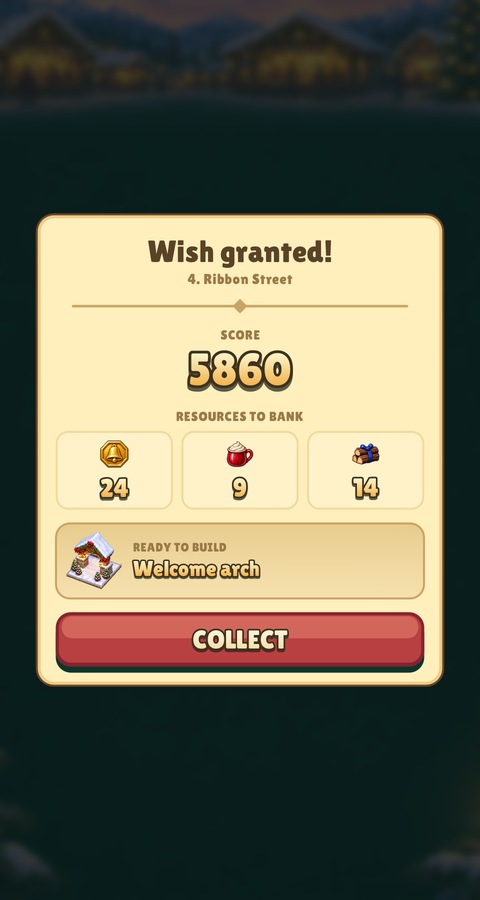 Wish granted!
4. Ribbon Street
SCORE
5860
RESOURCES TO BANK
24
9
14
READY TO BUILD
Welcome arch
COLLECT